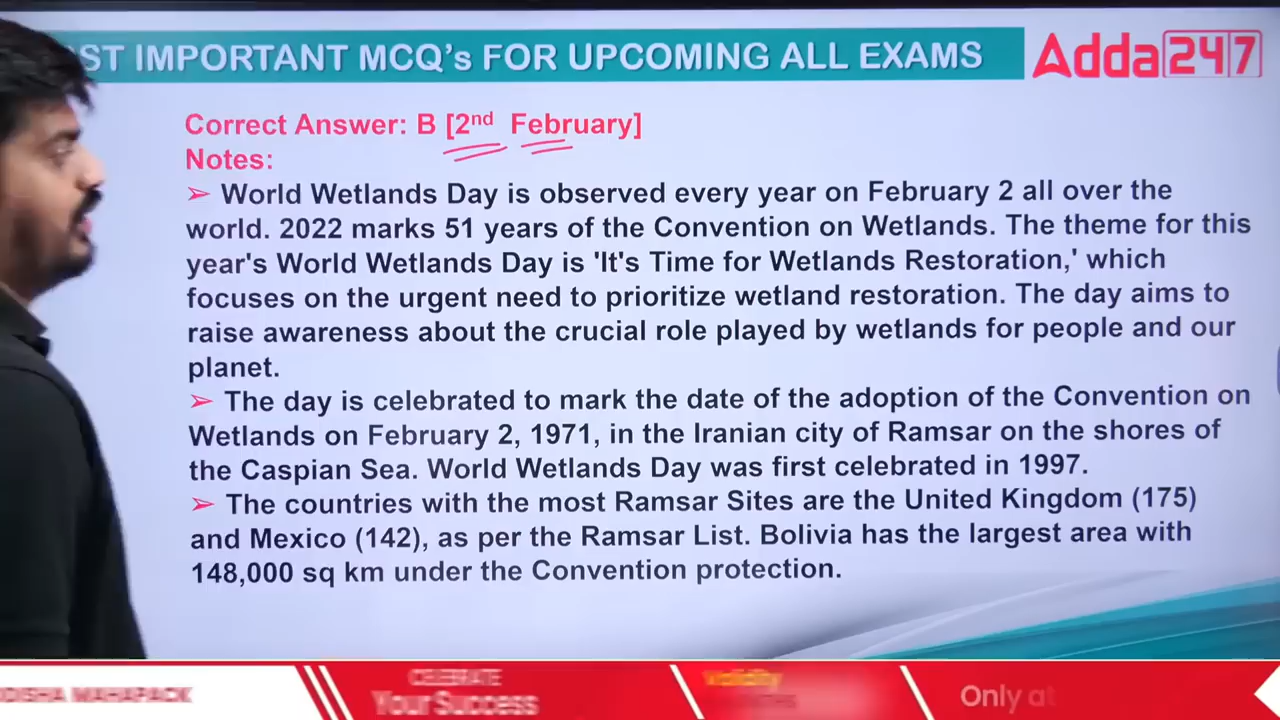 ST IMPORTANT MCQ's FOR UPCOMING ALL EXAMS
Adda247
Correct Answer: B [2nd February]
Notes:
➢ World Wetlands Day is observed every year on February 2 all over the
world. 2022 marks 51 years of the Convention on Wetlands. The theme for this
year's World Wetlands Day is 'It's Time for Wetlands Restoration,' which
focuses on the urgent need to prioritize wetland restoration. The day aims to
raise awareness about the crucial role played by wetlands for people and our
planet.
➢ The day is celebrated to mark the date of the adoption of the Convention on
Wetlands on February 2, 1971, in the Iranian city of Ramsar on the shores of
the Caspian Sea. World Wetlands Day was first celebrated in 1997.
➢ The countries with the most Ramsar Sites are the United Kingdom (175)
and Mexico (142), as per the Ramsar List. Bolivia has the largest area with
148,000 sq km under the Convention protection.
ODISHA MAHAPACK
CELEBRATE
Your Success
Validity
Only at